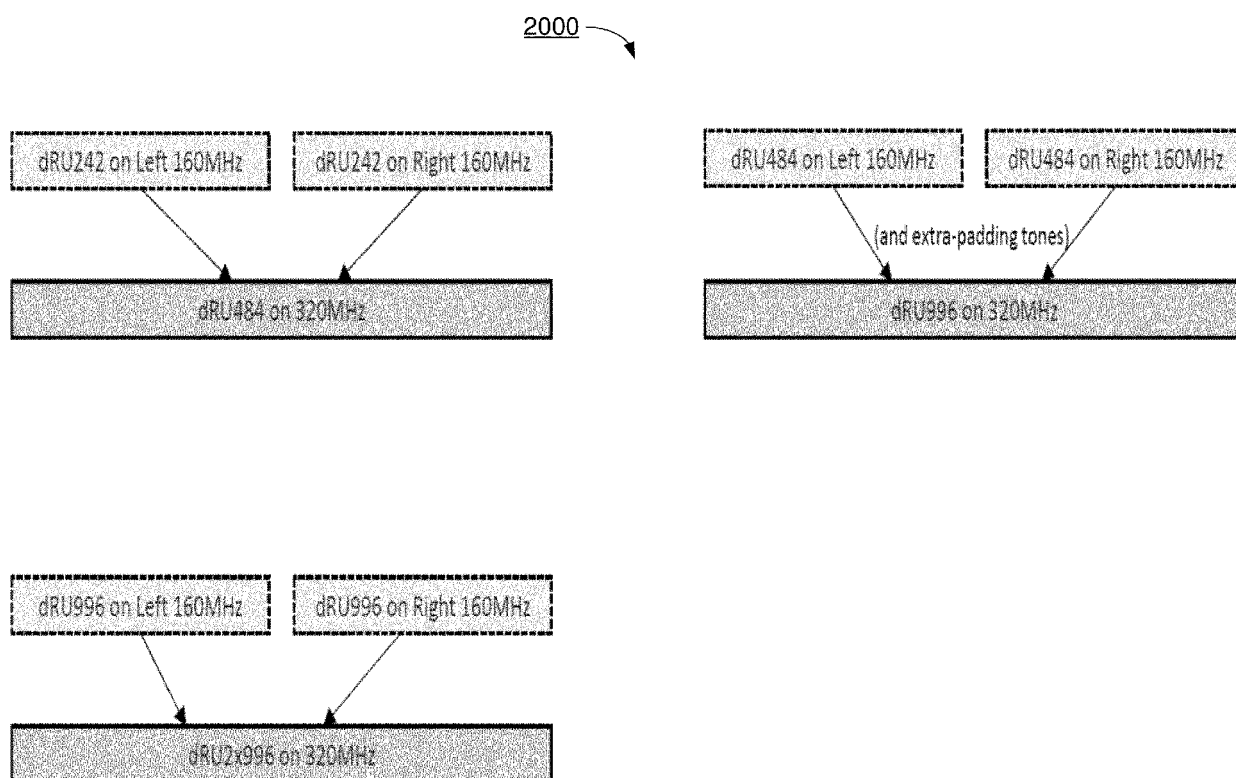 2000
dRU242 on Left 160MHz
dRU242 on Right 160MHz
dRU484 on 320MHz
dRU484 on Left 160MHz
dRU484 on Right 160MHz
(and extra-padding tones)
dRU996 on 320MHz
dRU996 on Left 160MHz
dRU996 on Right 160MHz
dRU2x996 on 320MHz